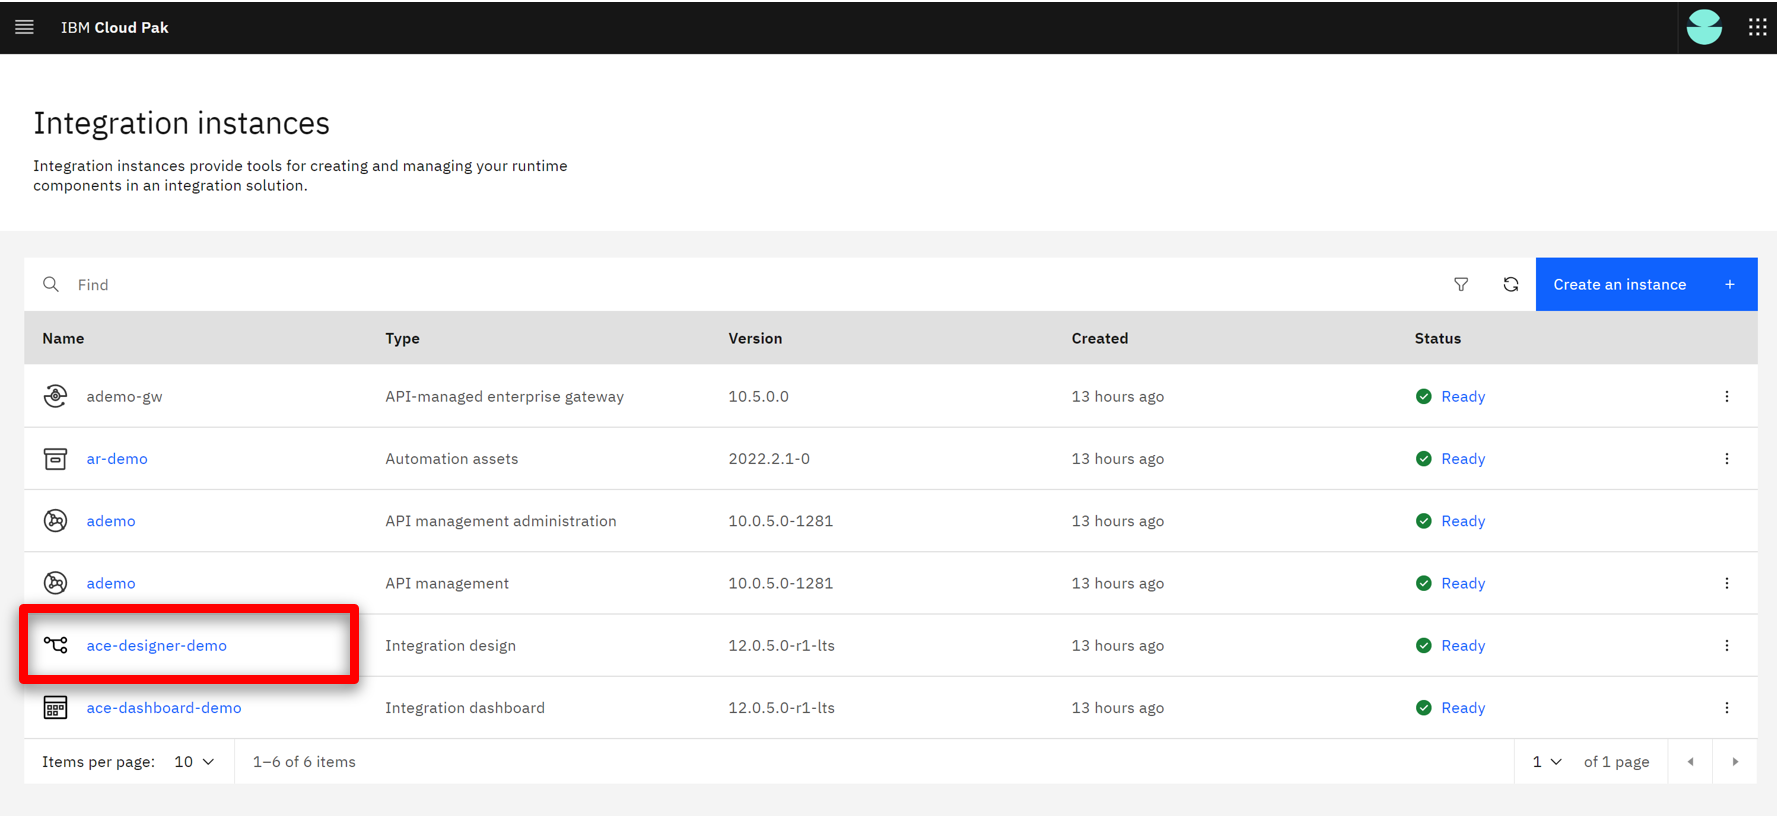 IBM Cloud Pak
Integration instances
Integration instances provide tools for creating and managing your runtime
components in an integration solution.
Find
Create an instance +
Name Type Version Created Status
ademo-gw API-managed enterprise gateway 10.5.0.0 13 hours ago Ready
ar-demo Automation assets 2022.2.1-0 13 hours ago Ready
ademo API management administration 10.0.5.0-1281 13 hours ago Ready
ademo API management 10.0.5.0-1281 13 hours ago Ready
ace-designer-demo Integration design 12.0.5.0-r1-lts 13 hours ago Ready
ace-dashboard-demo Integration dashboard 12.0.5.0-r1-lts 13 hours ago Ready
Items per page: 10 1–6 of 6 items 1 of 1 page